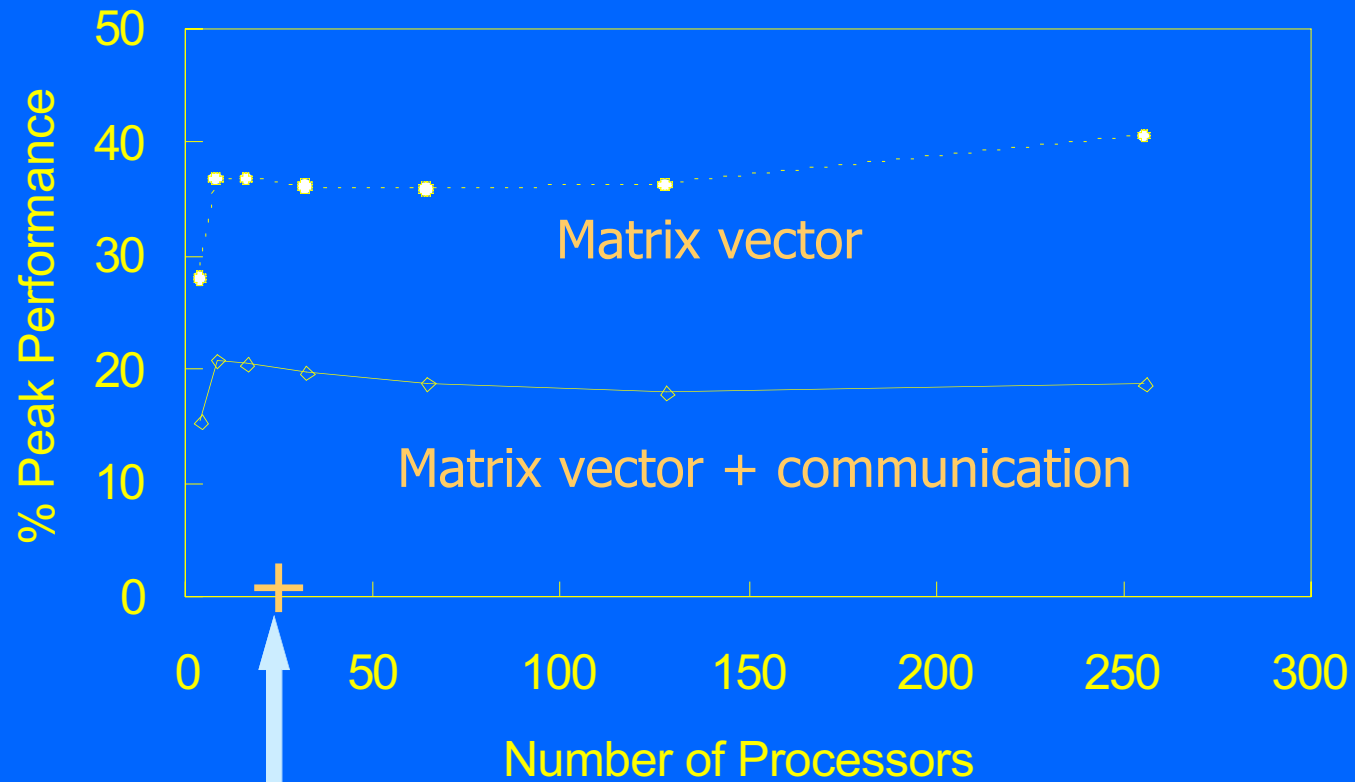 50
40
30
20
10
0
% Peak Performance
Matrix vector
Matrix vector + communication
0 50 100 150 200 250 300
Number of Processors